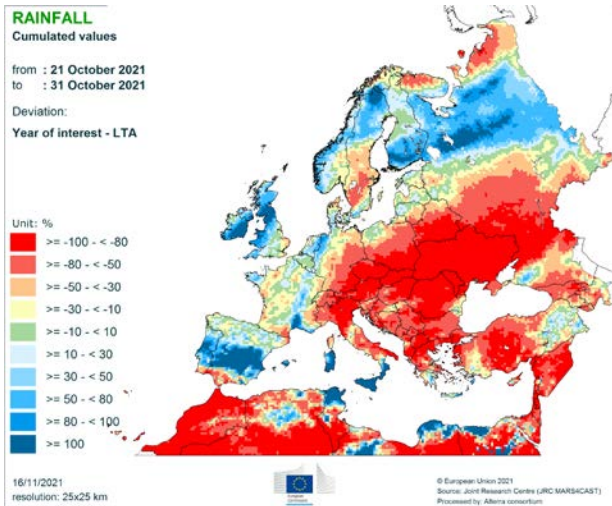 RAINFALL
Cumulated values
from : 21 October 2021
to : 31 October 2021
Deviation:
Year of interest - LTA
Unit: %
>= -100 - < -80
>= -80 - < -50
>= -50 - < -30
>= -30 - < -10
>= -10 - < 10
>= 10 - < 30
>= 30 - < 50
>= 50 - < 80
>= 80 - < 100
>= 100
16/11/2021
resolution: 25x25 km
European
Commission
© European Union 2021
Source: Joint Research Centre (JRC MARS4CAST)
Processed by: Alterra consortium